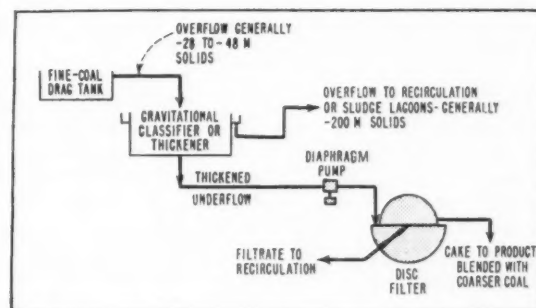 OVERFLOW GENERALLY
-28 TO -48 M
SOLIDS
FINE-COAL
DRAG TANK
GRAVITATIONAL
CLASSIFIER OR
THICKENER
OVERFLOW TO RECIRCULATION
OR SLUDGE LAGOONS-GENERALLY
-200 M SOLIDS
DIAPHRAGM
PUMP
THICKENED
UNDERFLOW
FILTRATE TO
RECIRCULATION
DISC
FILTER
CAKE TO PRODUCT
BLENDED WITH
COARSER COAL